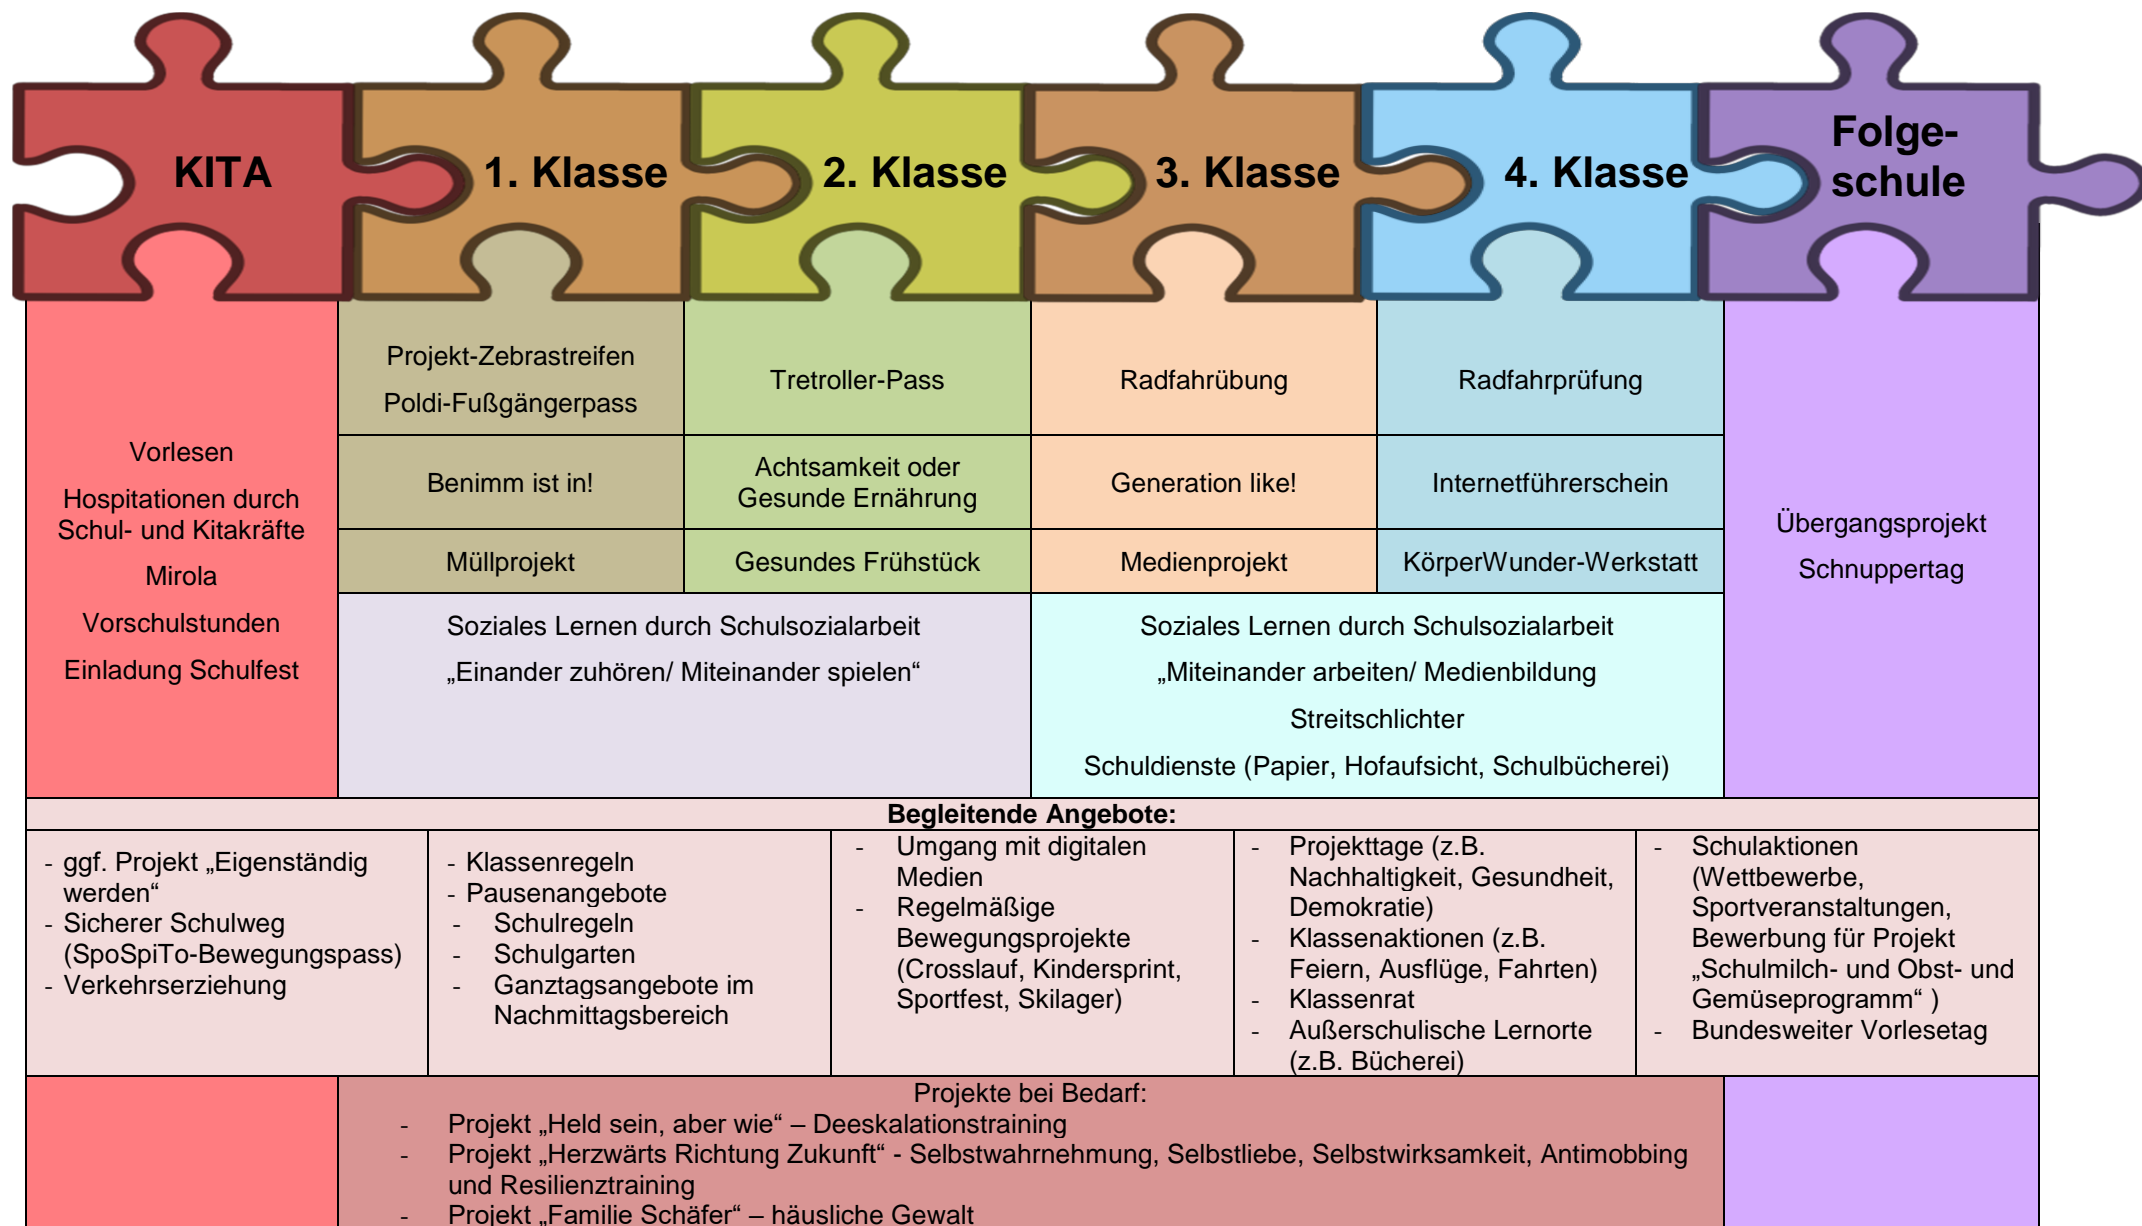 KITA
1. Klasse
2. Klasse
3. Klasse
4. Klasse
Folge-
schule
Vorlesen
Hospitationen durch
Schul- und Kitakräfte
Mirola
Vorschulstunden
Einladung Schulfest
Projekt-Zebrastreifen
Poldi-Fußgängerpass
Tretroller-Pass
Radfahrübung
Radfahrprüfung
Benimm ist in!
Achtsamkeit oder
Gesunde Ernährung
Generation like!
Internetführerschein
Müllprojekt
Gesundes Frühstück
Medienprojekt
KörperWunder-Werkstatt
Soziales Lernen durch Schulsozialarbeit
„Einander zuhören/ Miteinander spielen“
Soziales Lernen durch Schulsozialarbeit
„Miteinander arbeiten/ Medienbildung
Streitschlichter
Schuldienste (Papier, Hofaufsicht, Schulbücherei)
Übergangsprojekt
Schnuppertag
Begleitende Angebote:
- ggf. Projekt „Eigenständig
werden“
- Sicherer Schulweg
(SpoSpiTo-Bewegungspass)
- Verkehrserziehung
- Klassenregeln
- Pausenangebote
- Schulregeln
- Schulgarten
- Ganztagsangebote im
Nachmittagsbereich
- Umgang mit digitalen
Medien
- Regelmäßige
Bewegungsprojekte
(Crosslauf, Kindersprint,
Sportfest, Skilager)
- Projekttage (z.B.
Nachhaltigkeit, Gesundheit,
Demokratie)
- Klassenaktionen (z.B.
Feiern, Ausflüge, Fahrten)
- Klassenrat
- Außerschulische Lernorte
(z.B. Bücherei)
- Schulaktionen
(Wettbewerbe,
Sportveranstaltungen,
Bewerbung für Projekt
„Schulmilch- und Obst- und
Gemüseprogramm“ )
- Bundesweiter Vorlesetag
Projekte bei Bedarf:
- Projekt „Held sein, aber wie“ – Deeskalationstraining
- Projekt „Herzwärts Richtung Zukunft“ - Selbstwahrnehmung, Selbstliebe, Selbstwirksamkeit, Antimobbing
und Resilienztraining
- Projekt „Familie Schäfer“ – häusliche Gewalt